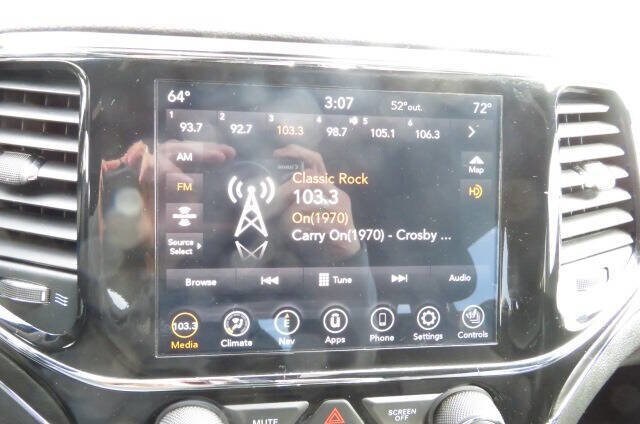 64° 3:07 52°out. 72°
1 2 3 4 5 6
93.7 92.7 103.3 98.7 105.1 106.3
AM
Map
FM
Classic Rock
103.3
On(1970)
Carry On(1970) - Crosby ...
Source
Select
Browse Tune Audio
103.3
Media Climate Nav Apps Phone Settings Controls
MUTE SCREEN
OFF